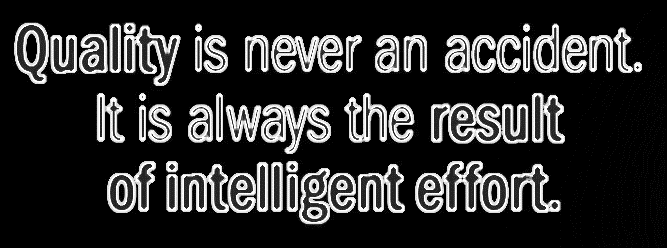 Quality is never an accident.
It is always the result
of intelligent effort.